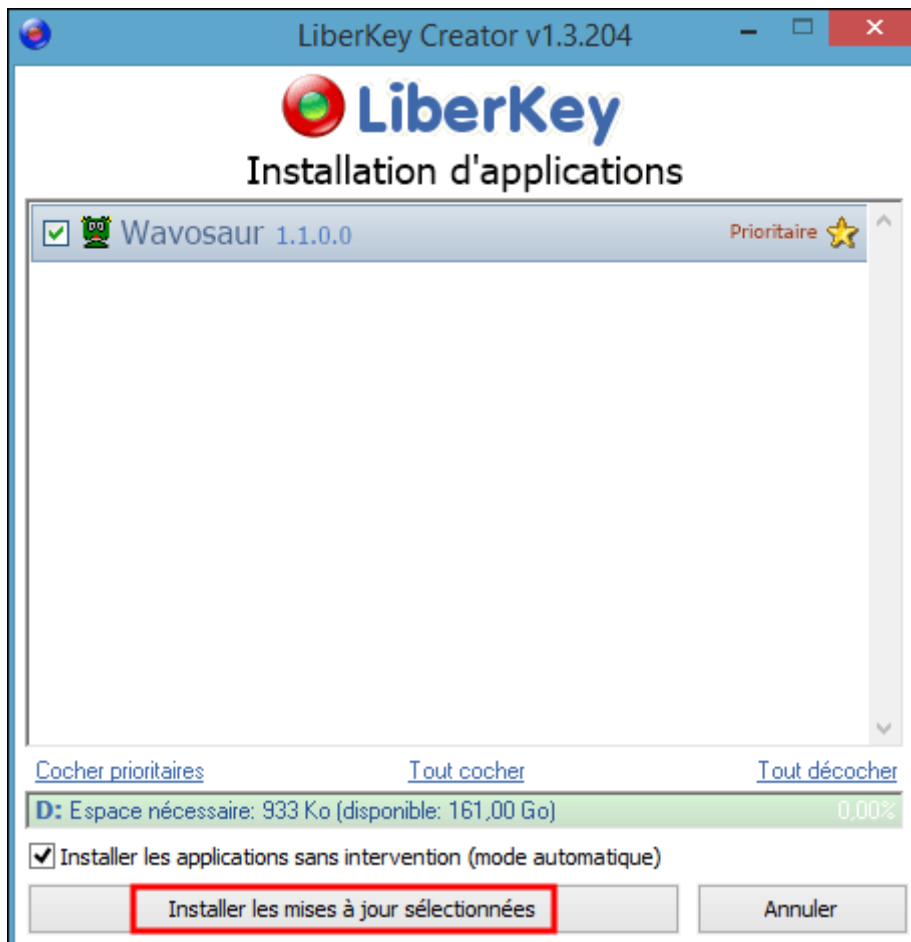 LiberKey Creator v1.3.204
LiberKey
Installation d'applications
Wavosaur 1.1.0.0 Prioritaire
Cocher prioritaires Tout cocher Tout décocher
D: Espace nécessaire: 933 Ko (disponible: 161,00 Go) 0,00%
Installer les applications sans intervention (mode automatique)
Installer les mises à jour sélectionnées Annuler